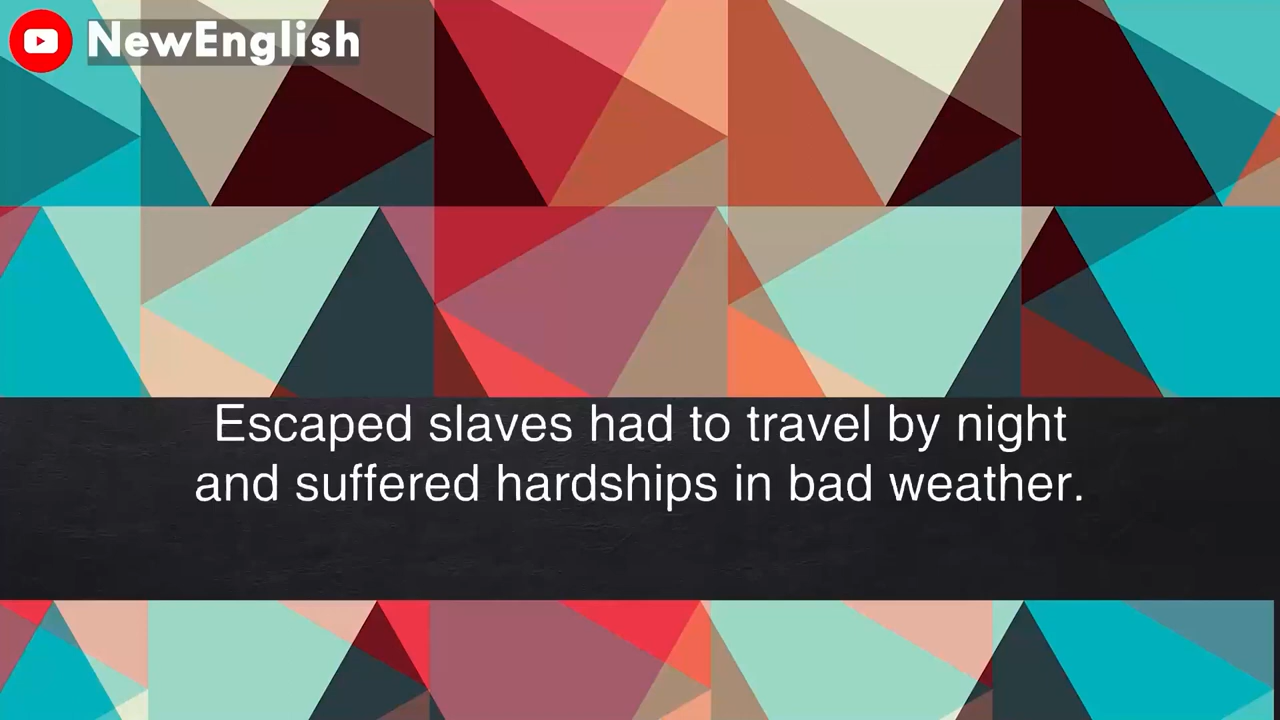 NewEnglish
Escaped slaves had to travel by night
and suffered hardships in bad weather.